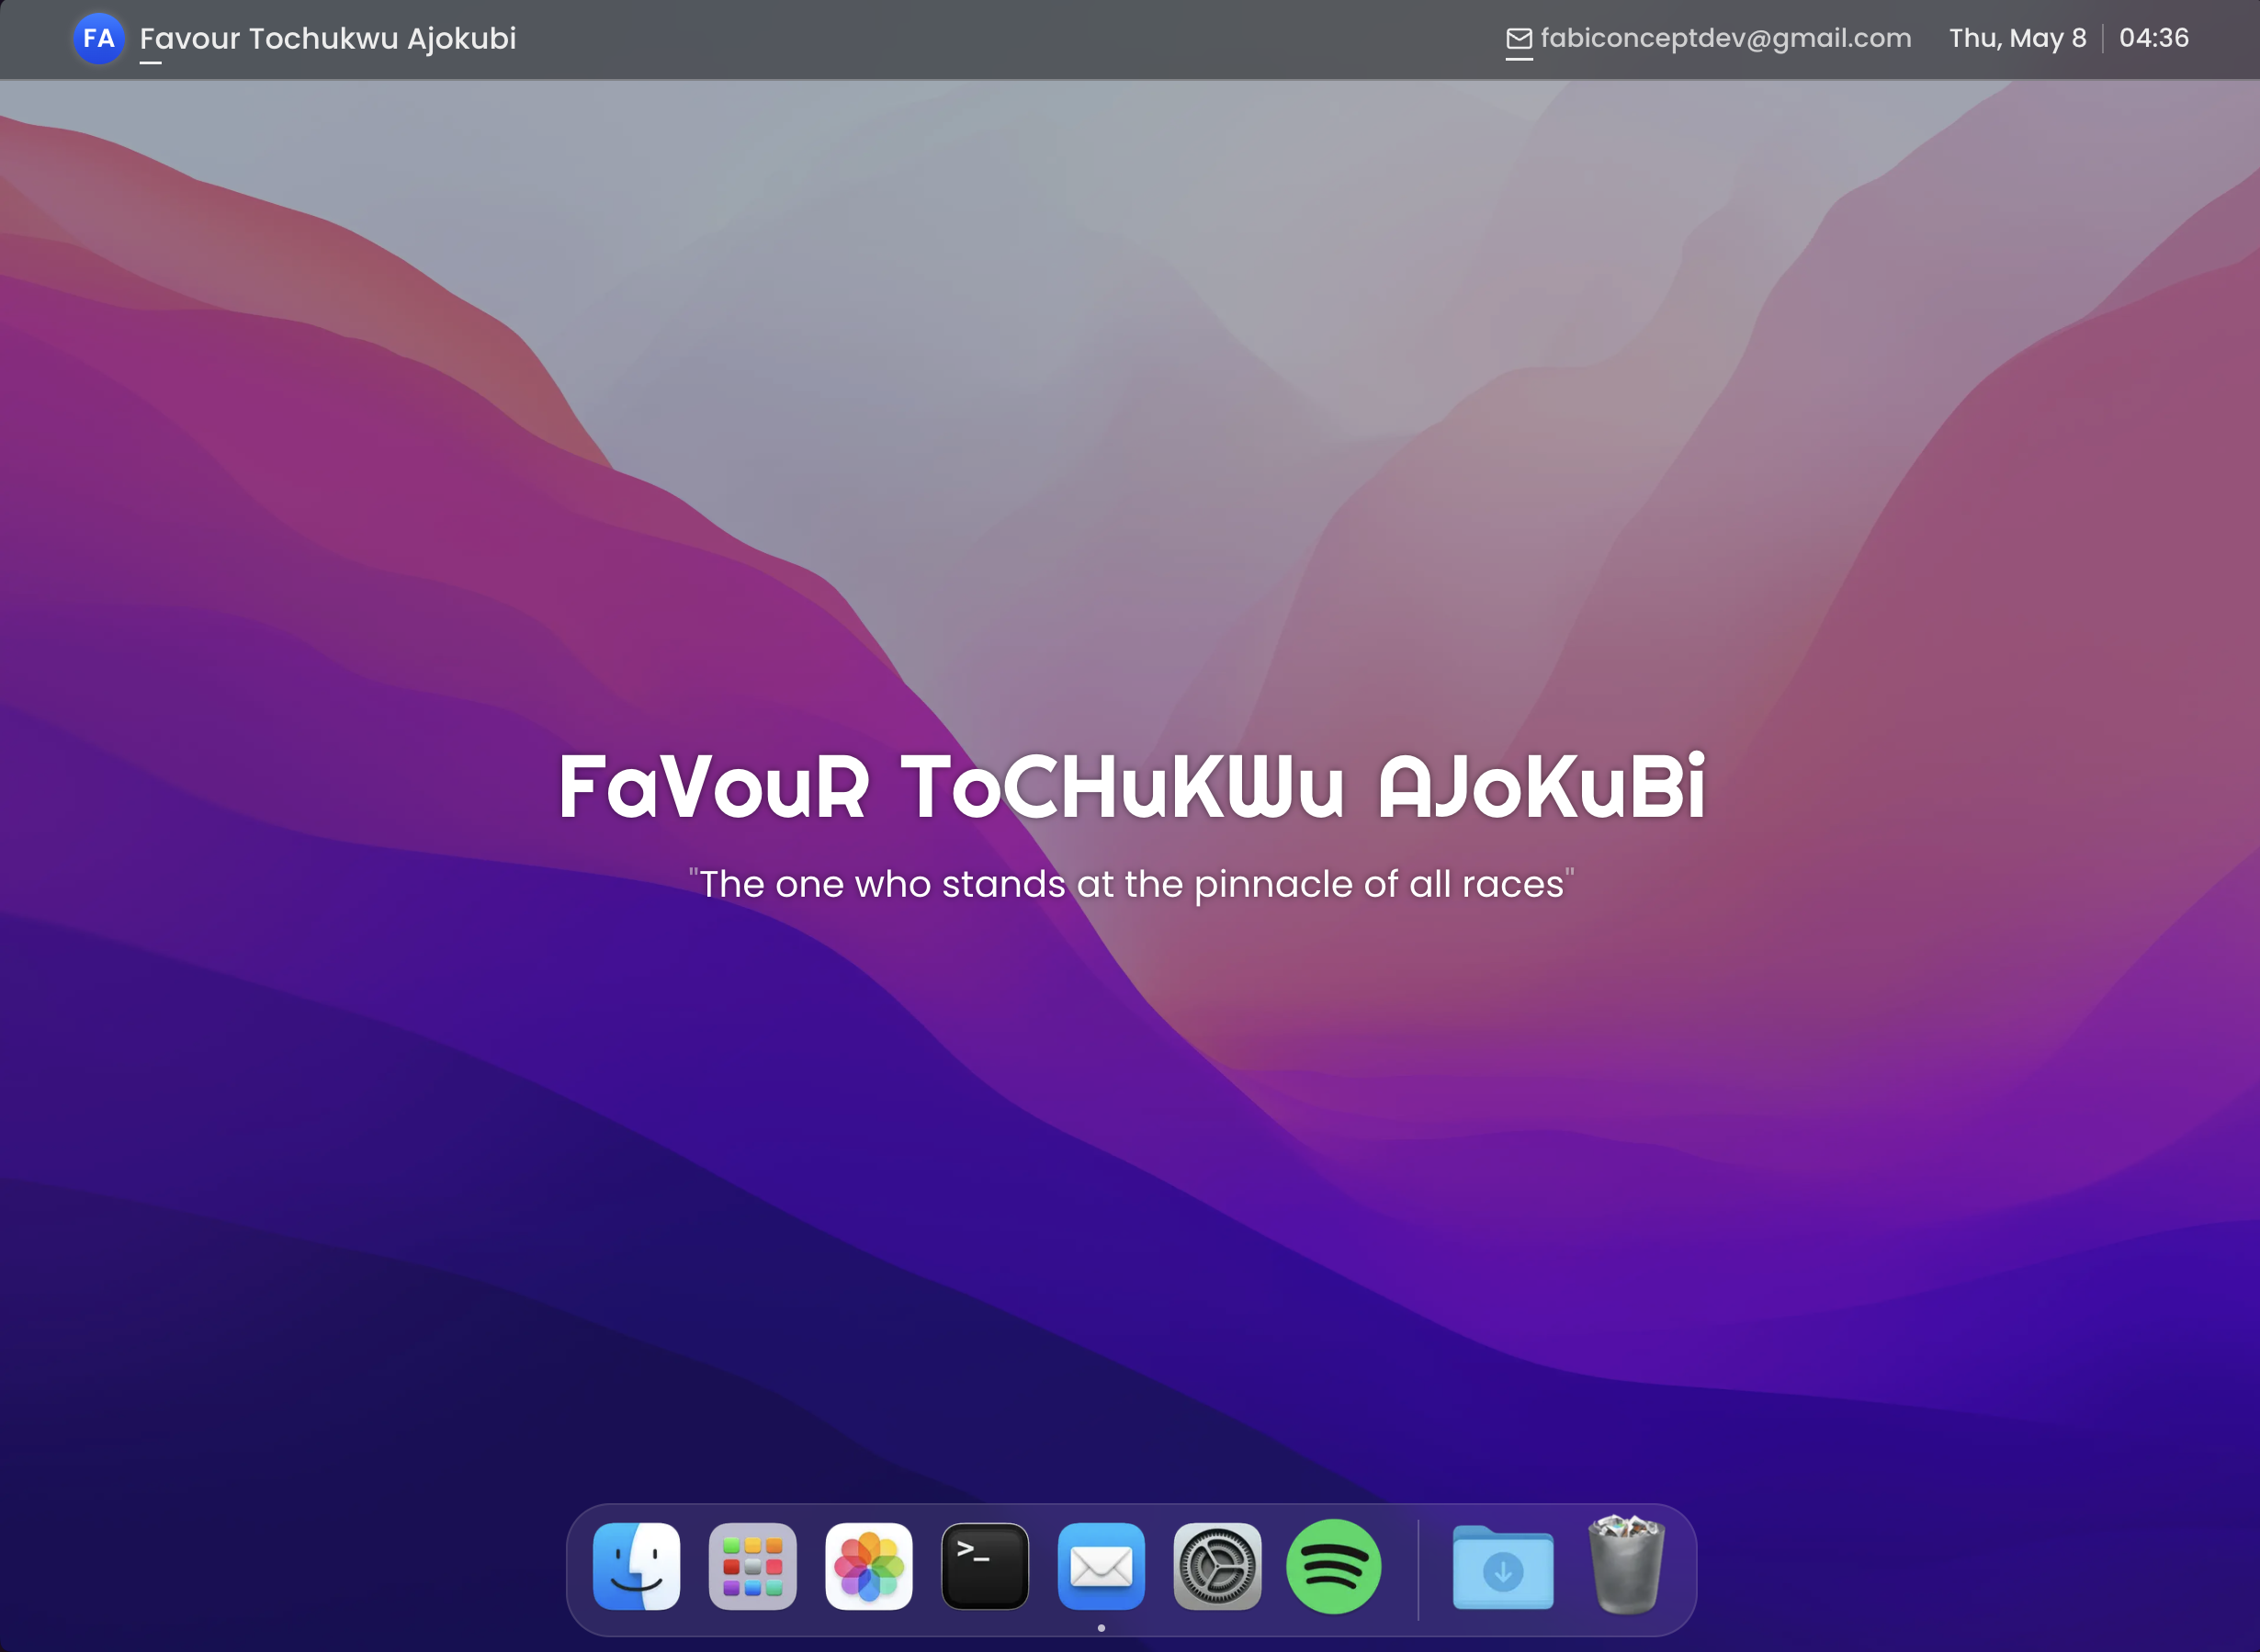 FA Favour Tochukwu Ajokubi
fabiconceptdev@gmail.com Thu, May 8 04:36
FaVouR ToCHuKWu AJoKuBi
"The one who stands at the pinnacle of all races"
>_